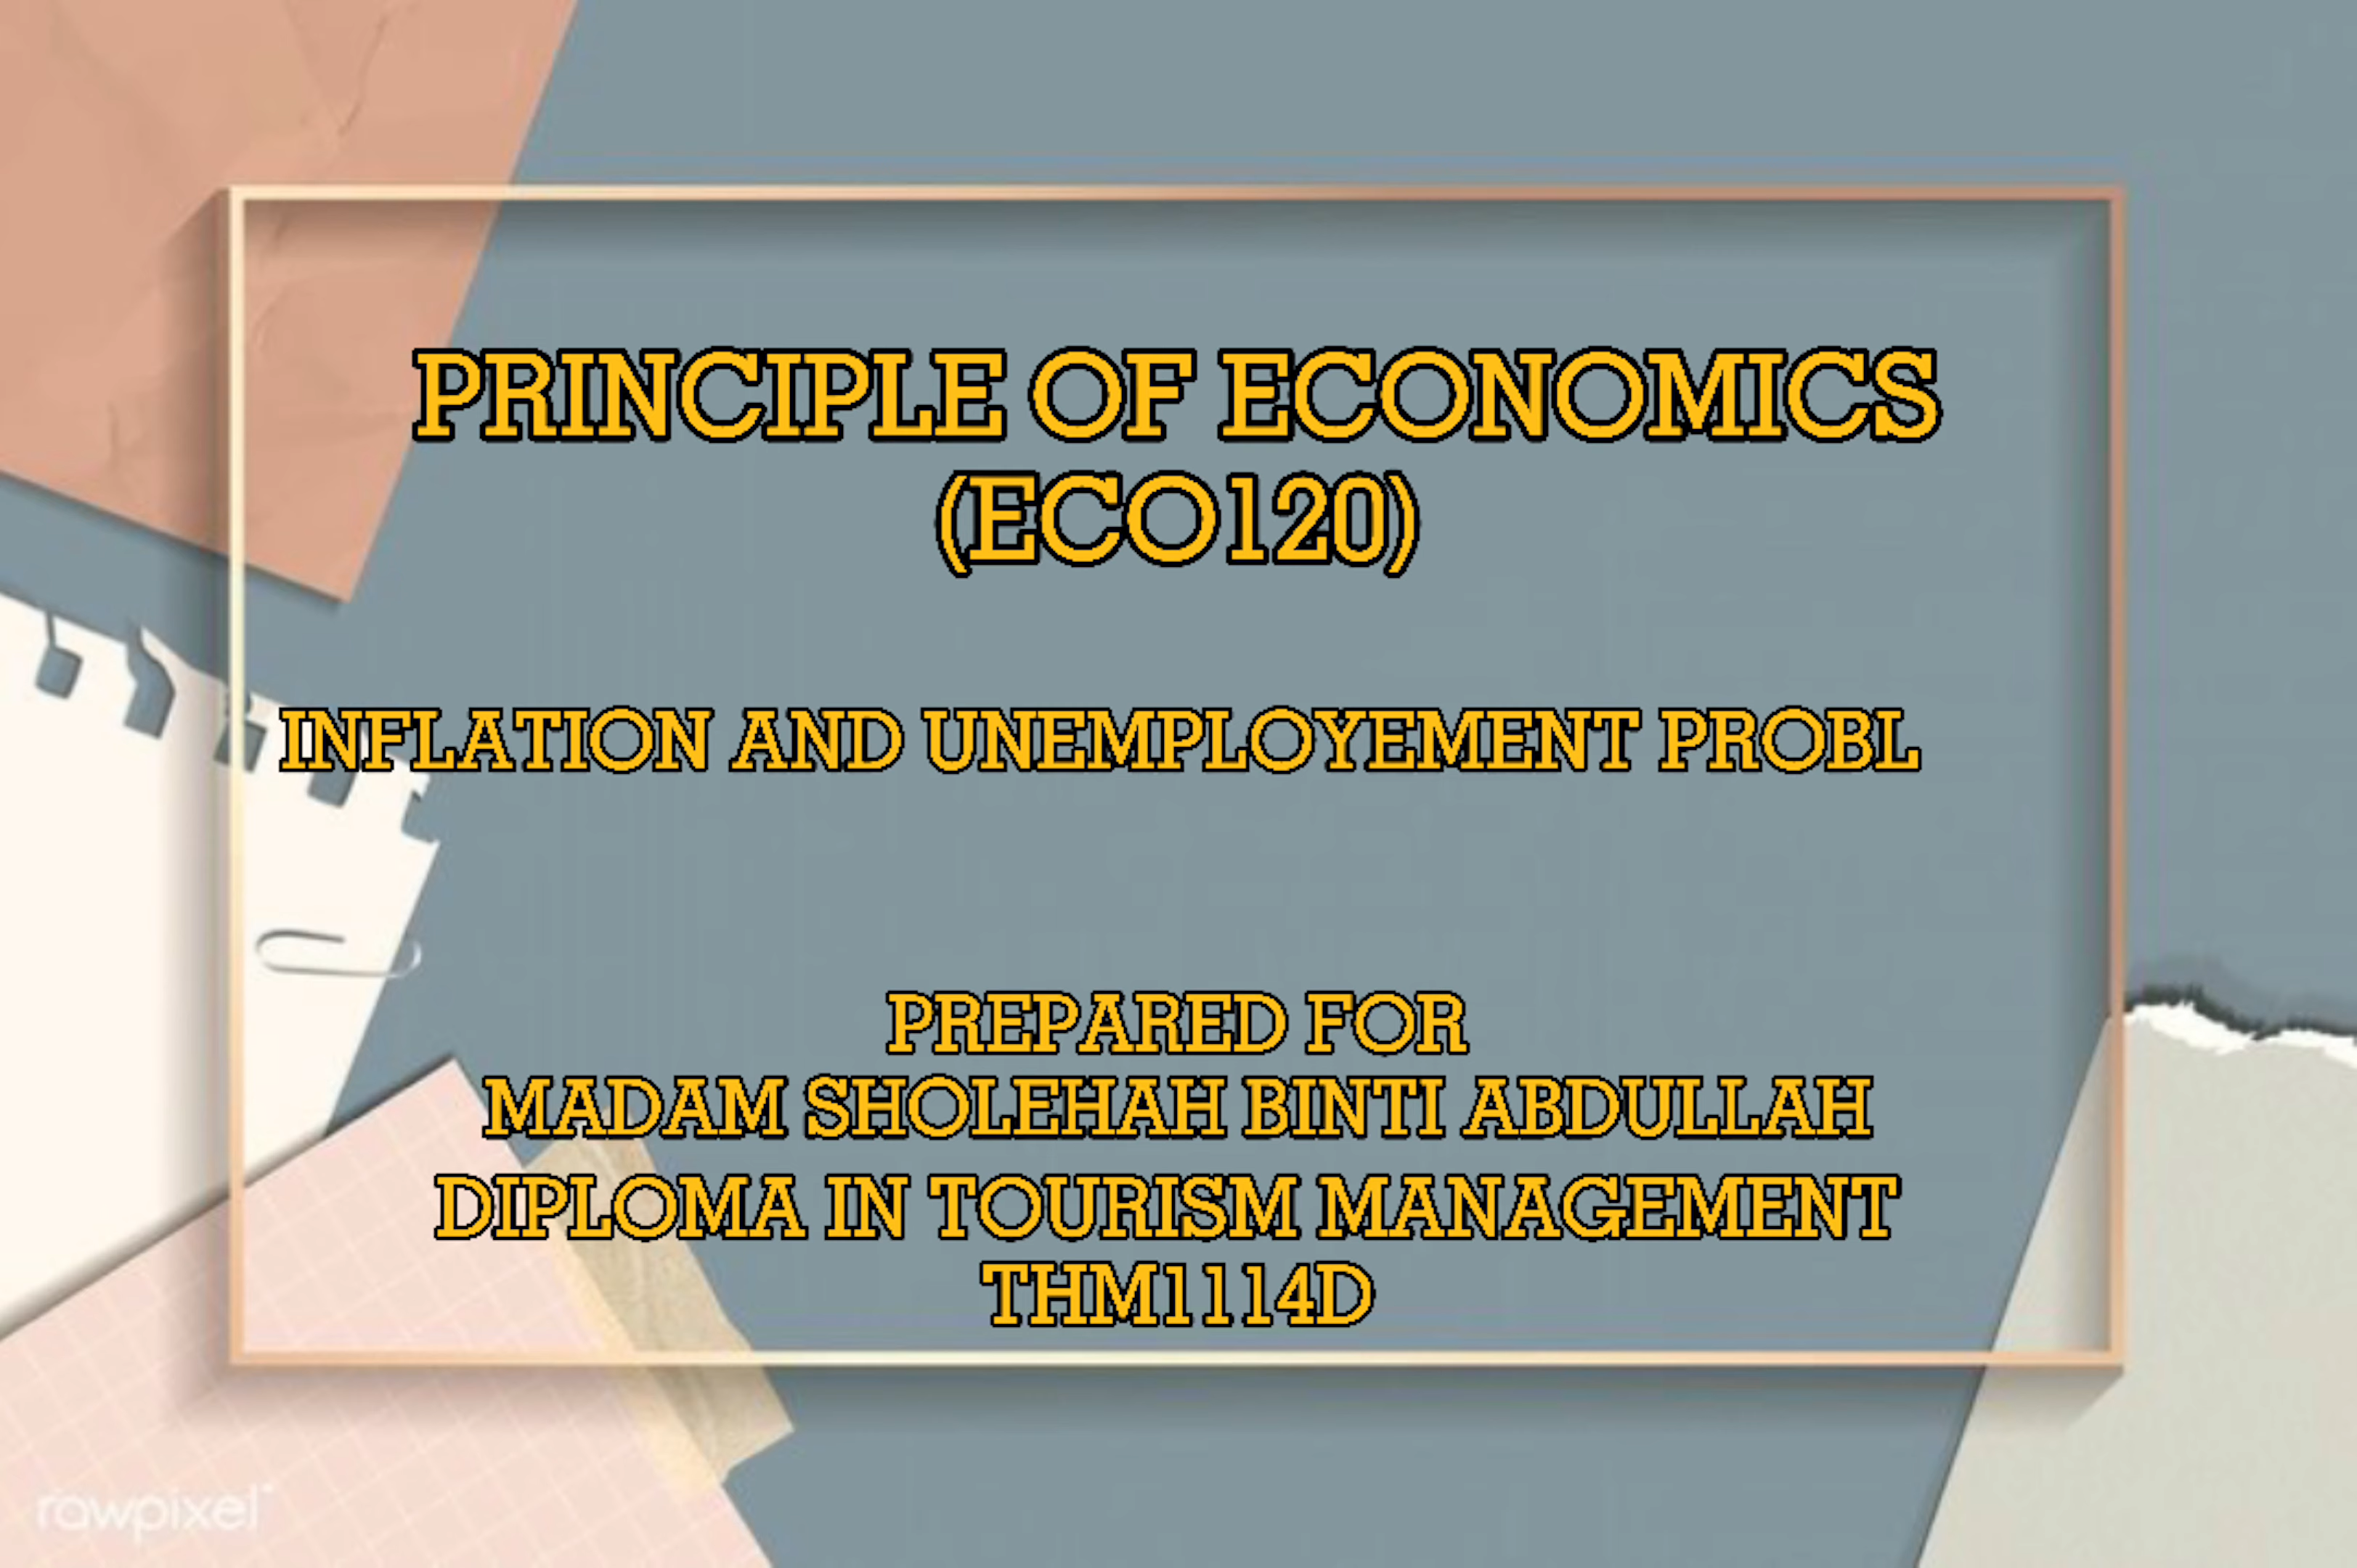 PRINCIPLE OF ECONOMICS
(ECO120)
INFLATION AND UNEMPLOYEMENT PROBL
PREPARED FOR
MADAM SHOLEHAH BINTI ABDULLAH
DIPLOMA IN TOURISM MANAGEMENT
THM1114D
rawpixel